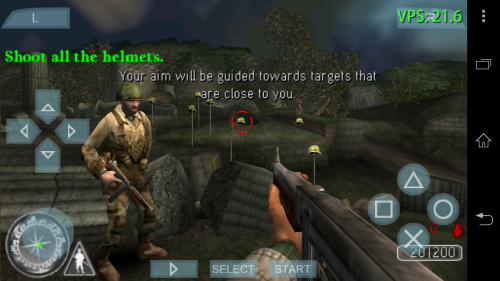 L
VPS: 21.6
Shoot all the helmets.
Your aim will be guided towards targets that
are close to you.
0
20/200
SELECT
START